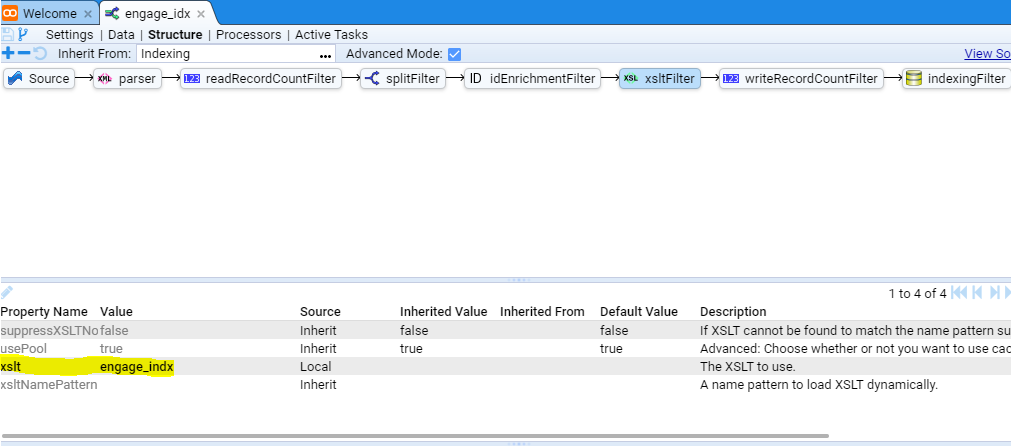 Welcome × engage_idx ×
Settings | Data | Structure | Processors | Active Tasks
Inherit From: Indexing ... Advanced Mode: View So
Source parser 123 readRecordCountFilter splitFilter ID idEnrichmentFilter XSL xsltFilter 123 writeRecordCountFilter indexingFilter
1 to 4 of 4
Property Name Value Source Inherited Value Inherited From Default Value Description
suppressXSLTNo false Inherit false false If XSLT cannot be found to match the name pattern su
usePool true Inherit true true Advanced: Choose whether or not you want to use cac
xslt engage_indx Local The XSLT to use.
xsltNamePattern Inherit A name pattern to load XSLT dynamically.